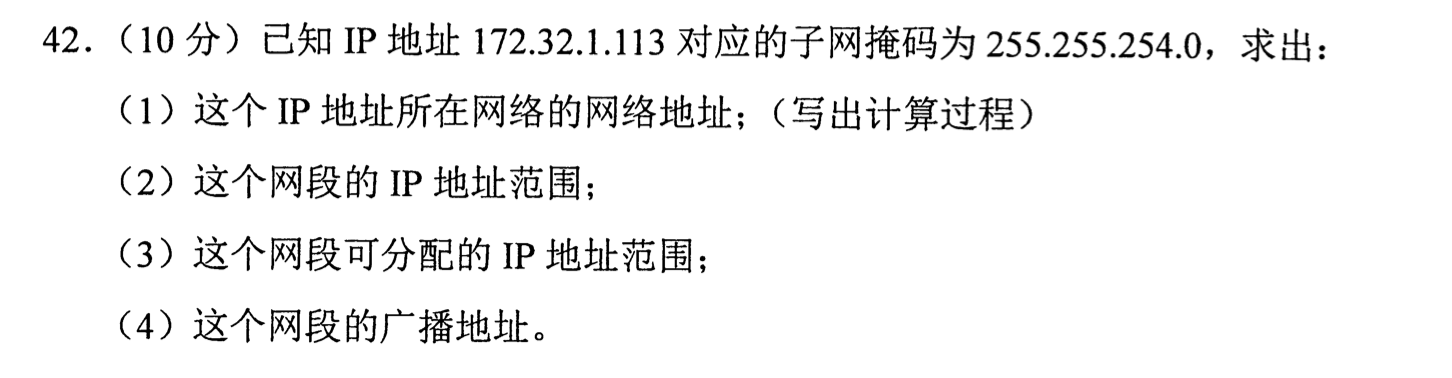 42.（10 分）已知 IP 地址 172.32.1.113 对应的子网掩码为 255.255.254.0，求出：
（1）这个 IP 地址所在网络的网络地址；（写出计算过程）
（2）这个网段的 IP 地址范围；
（3）这个网段可分配的 IP 地址范围；
（4）这个网段的广播地址。